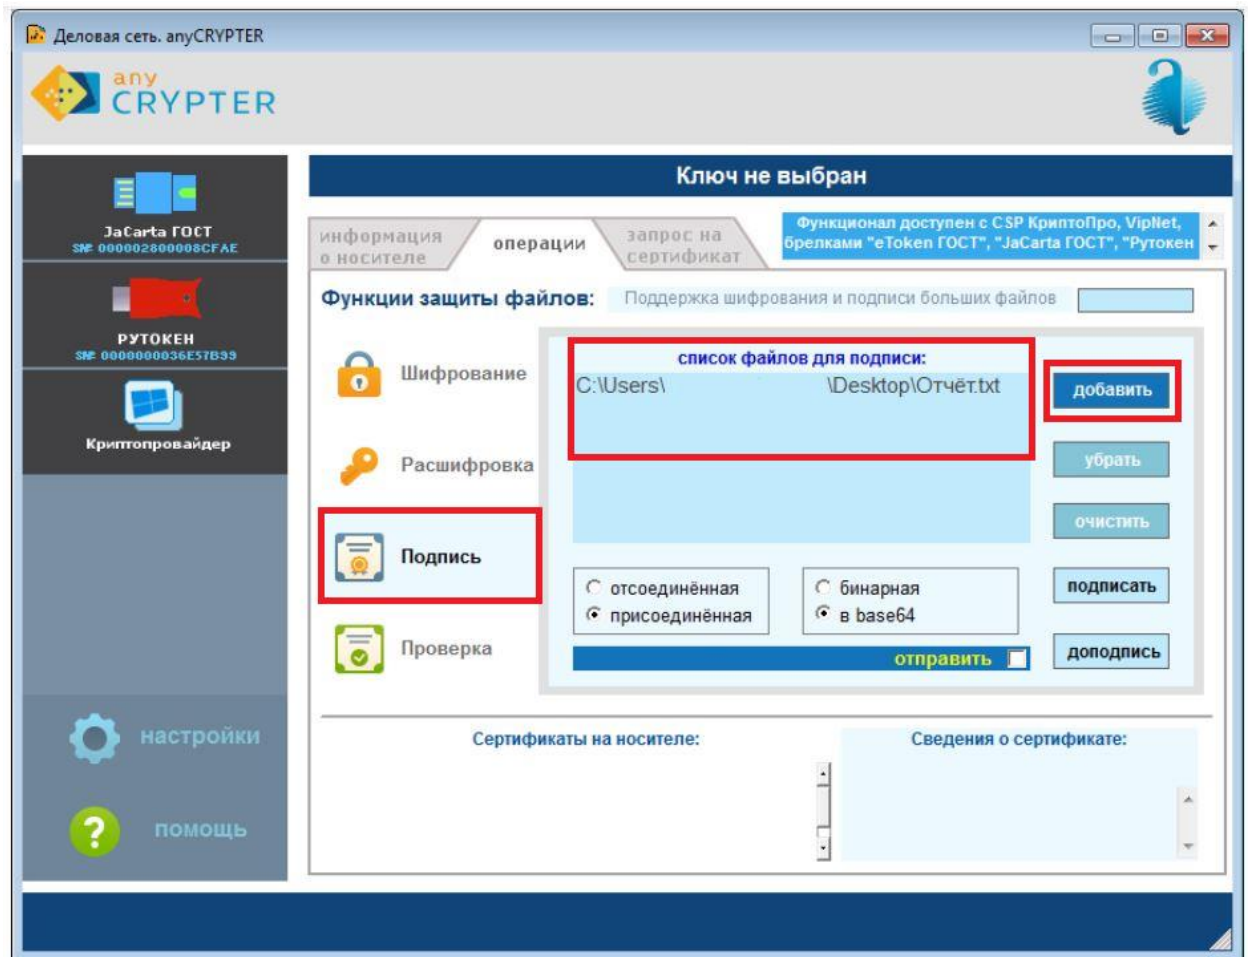 Деловая сеть. anyCRYPTER
any
CRYPTER
JaCarta ГОСТ
SN# 000002800008CFAE
РУТОКЕН
SN# 0000000036E57B99
Криптопровайдер
настройки
помощь
Ключ не выбран
информация
о носителе
операции
запрос на
сертификат
Функционал доступен с CSP КриптоПро, VipNet,
брелками "eToken ГОСТ", "JaCarta ГОСТ", "Рутокен
Функции защиты файлов:
Поддержка шифрования и подписи больших файлов
Шифрование
Расшифровка
Подпись
Проверка
список файлов для подписи:
C:\Users\ \Desktop\Отчёт.txt
добавить
убрать
очистить
подписать
доподпись
отсоединённая
присоединённая
бинарная
в base64
отправить
Сертификаты на носителе:
Сведения о сертификате: